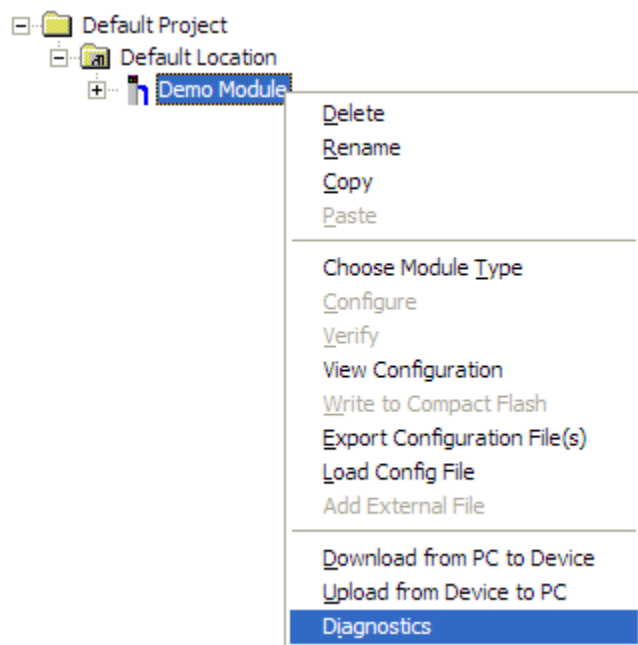 Default Project
Default Location
Demo Module
Delete
Rename
Copy
Paste
Choose Module Type
Configure
Verify
View Configuration
Write to Compact Flash
Export Configuration File(s)
Load Config File
Add External File
Download from PC to Device
Upload from Device to PC
Diagnostics